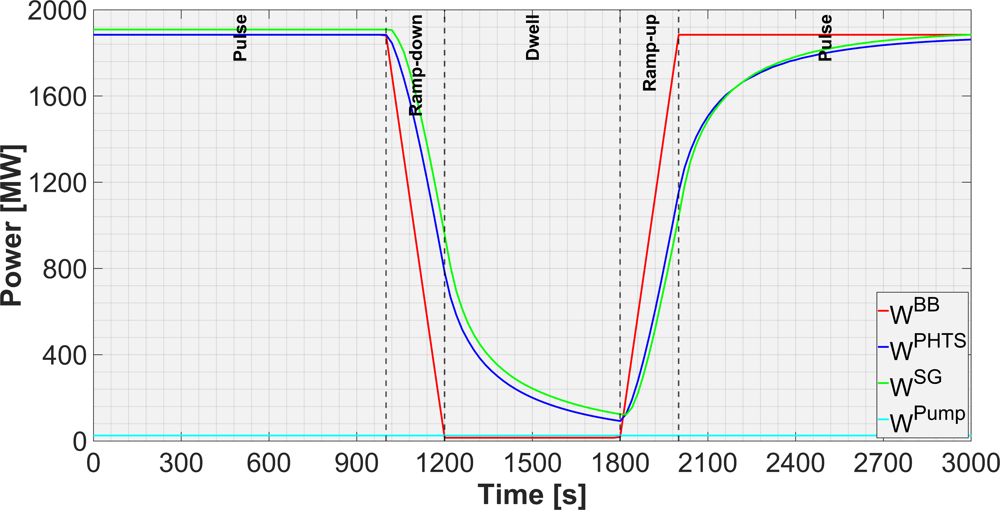 2000
1600
1200
800
400
0
Power [MW]
Pulse
Ramp-down
Dwell
Ramp-up
Pulse
W^BB
W^PHTS
W^SG
W^Pump
0 300 600 900 1200 1500 1800 2100 2400 2700 3000
Time [s]